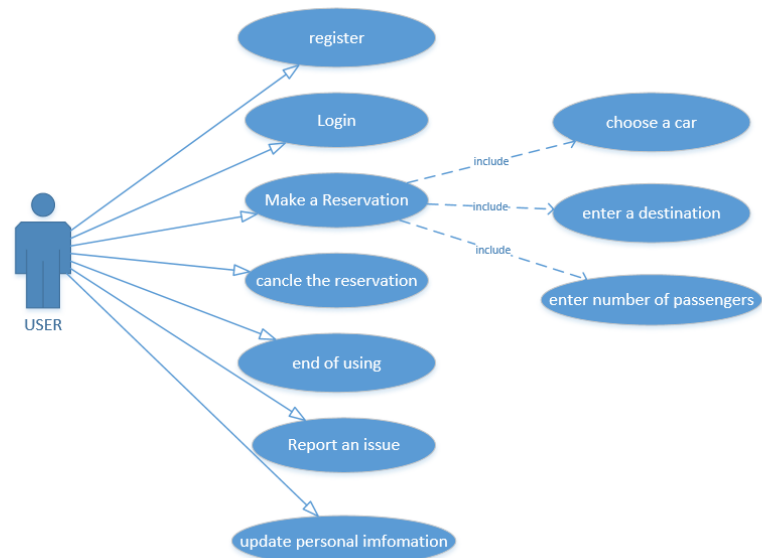 register
Login
choose a car
include
Make a Reservation
include
enter a destination
include
cancle the reservation
enter number of passengers
USER
end of using
Report an issue
update personal imfomation